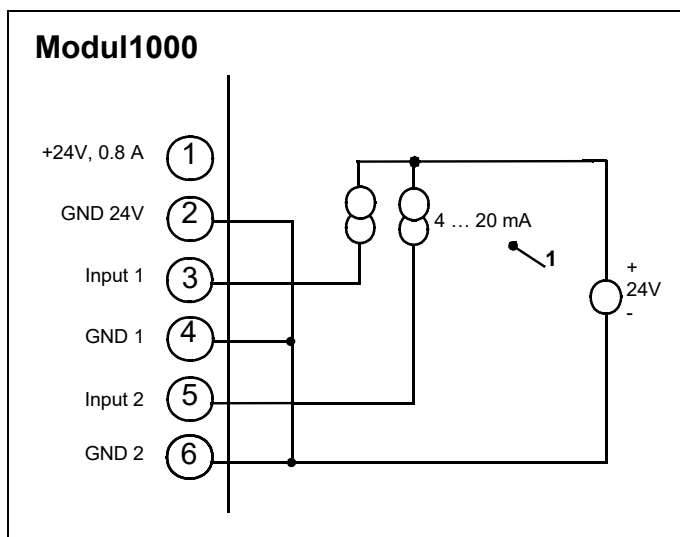 Modul1000
+24V, 0.8 A 1
GND 24V 2
Input 1 3
GND 1 4
Input 2 5
GND 2 6
4 … 20 mA
1
+
24V
-